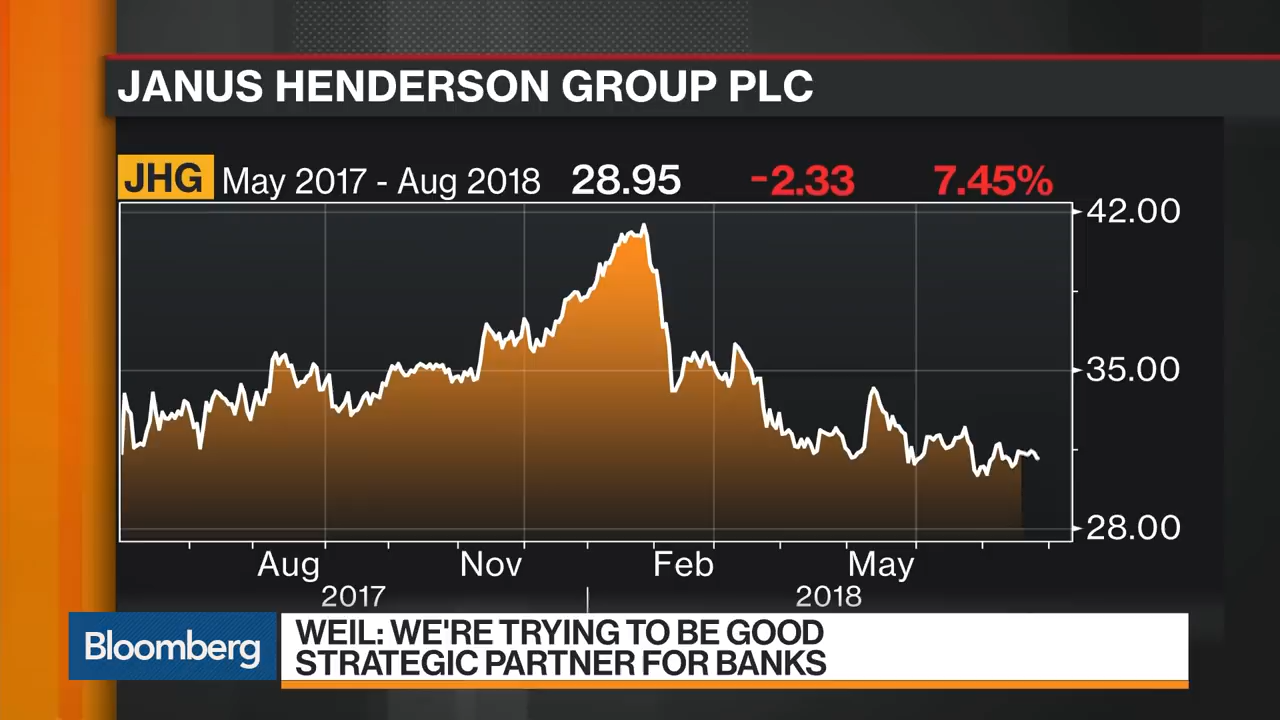 JANUS HENDERSON GROUP PLC
JHG May 2017 - Aug 2018 28.95 -2.33 7.45%
42.00
35.00
28.00
Aug Nov Feb May
2017 2018
Bloomberg
WEIL: WE'RE TRYING TO BE GOOD
STRATEGIC PARTNER FOR BANKS